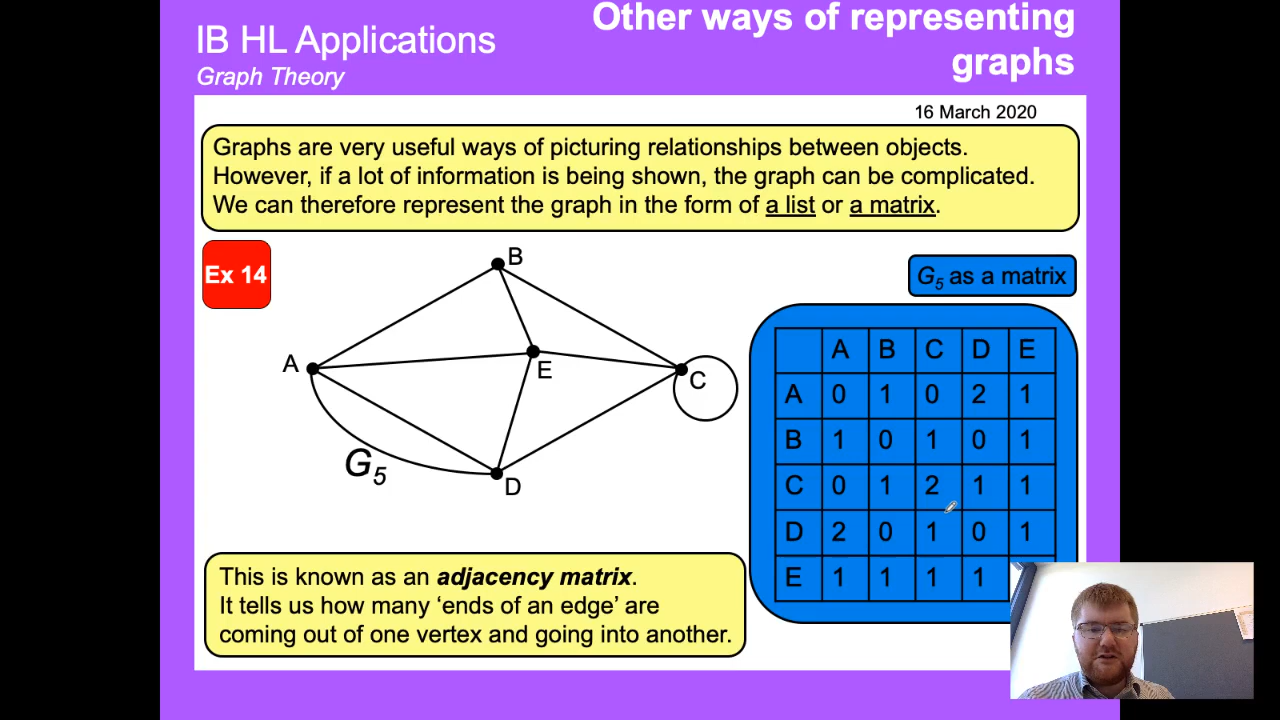 IB HL Applications
Graph Theory
Other ways of representing
graphs
16 March 2020
Graphs are very useful ways of picturing relationships between objects.
However, if a lot of information is being shown, the graph can be complicated.
We can therefore represent the graph in the form of a list or a matrix.
Ex 14
B
A
E
C
G5
D
G5 as a matrix
A B C D E
A 0 1 0 2 1
B 1 0 1 0 1
C 0 1 2 1 1
D 2 0 1 0 1
E 1 1 1 1
This is known as an adjacency matrix.
It tells us how many ‘ends of an edge’ are
coming out of one vertex and going into another.